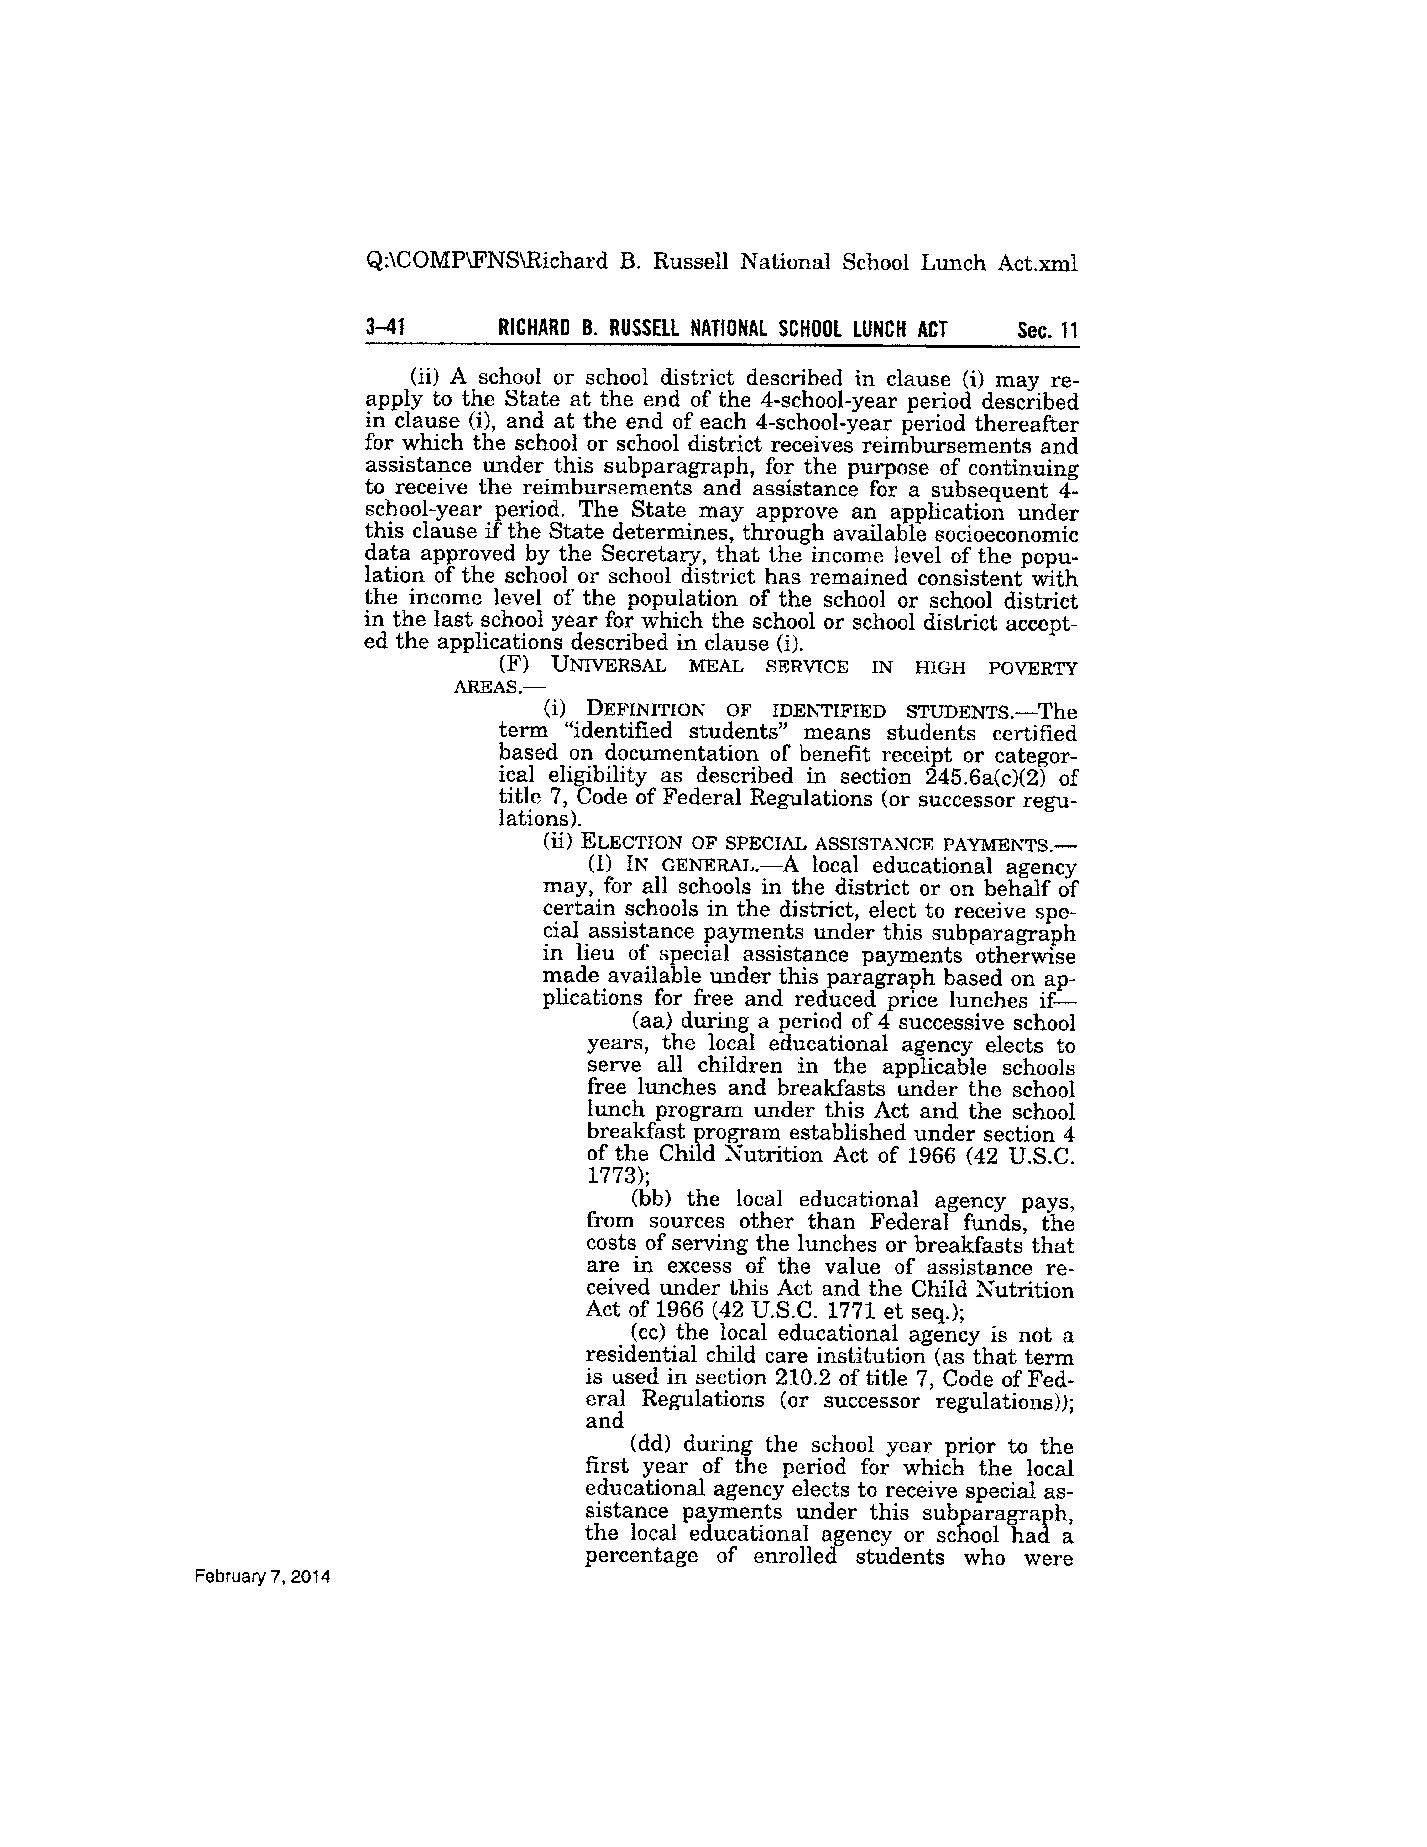 Q:\COMP\FNS\Richard B. Russell National School Lunch Act.xml
3–41 RICHARD B. RUSSELL NATIONAL SCHOOL LUNCH ACT Sec. 11
(ii) A school or school district described in clause (i) may re-
apply to the State at the end of the 4-school-year period described
in clause (i), and at the end of each 4-school-year period thereafter
for which the school or school district receives reimbursements and
assistance under this subparagraph, for the purpose of continuing
to receive the reimbursements and assistance for a subsequent 4-
school-year period. The State may approve an application under
this clause if the State determines, through available socioeconomic
data approved by the Secretary, that the income level of the popu-
lation of the school or school district has remained consistent with
the income level of the population of the school or school district
in the last school year for which the school or school district accept-
ed the applications described in clause (i).
(F) UNIVERSAL MEAL SERVICE IN HIGH POVERTY
AREAS.—
(i) DEFINITION OF IDENTIFIED STUDENTS.—The
term “identified students” means students certified
based on documentation of benefit receipt or categor-
ical eligibility as described in section 245.6a(c)(2) of
title 7, Code of Federal Regulations (or successor regu-
lations).
(ii) ELECTION OF SPECIAL ASSISTANCE PAYMENTS.—
(I) IN GENERAL.—A local educational agency
may, for all schools in the district or on behalf of
certain schools in the district, elect to receive spe-
cial assistance payments under this subparagraph
in lieu of special assistance payments otherwise
made available under this paragraph based on ap-
plications for free and reduced price lunches if—
(aa) during a period of 4 successive school
years, the local educational agency elects to
serve all children in the applicable schools
free lunches and breakfasts under the school
lunch program under this Act and the school
breakfast program established under section 4
of the Child Nutrition Act of 1966 (42 U.S.C.
1773);
(bb) the local educational agency pays,
from sources other than Federal funds, the
costs of serving the lunches or breakfasts that
are in excess of the value of assistance re-
ceived under this Act and the Child Nutrition
Act of 1966 (42 U.S.C. 1771 et seq.);
(cc) the local educational agency is not a
residential child care institution (as that term
is used in section 210.2 of title 7, Code of Fed-
eral Regulations (or successor regulations));
and
(dd) during the school year prior to the
first year of the period for which the local
educational agency elects to receive special as-
sistance payments under this subparagraph,
the local educational agency or school had a
percentage of enrolled students who were
February 7, 2014